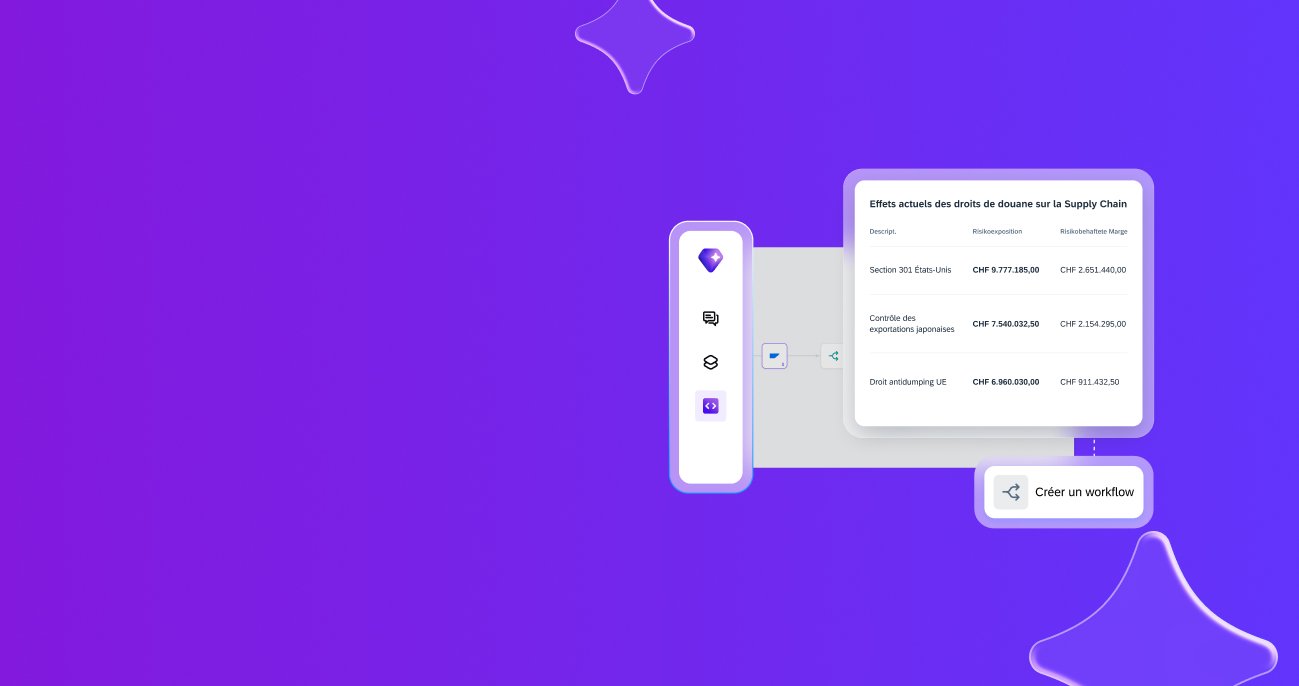 Effets actuels des droits de douane sur la Supply Chain
Descript. Risikoexposition Risikobehaftete Marge
Section 301 États-Unis CHF 9.777.185,00 CHF 2.651.440,00
Contrôle des
exportations japonaises CHF 7.540.032,50 CHF 2.154.295,00
Droit antidumping UE CHF 6.960.030,00 CHF 911.432,50
Créer un workflow